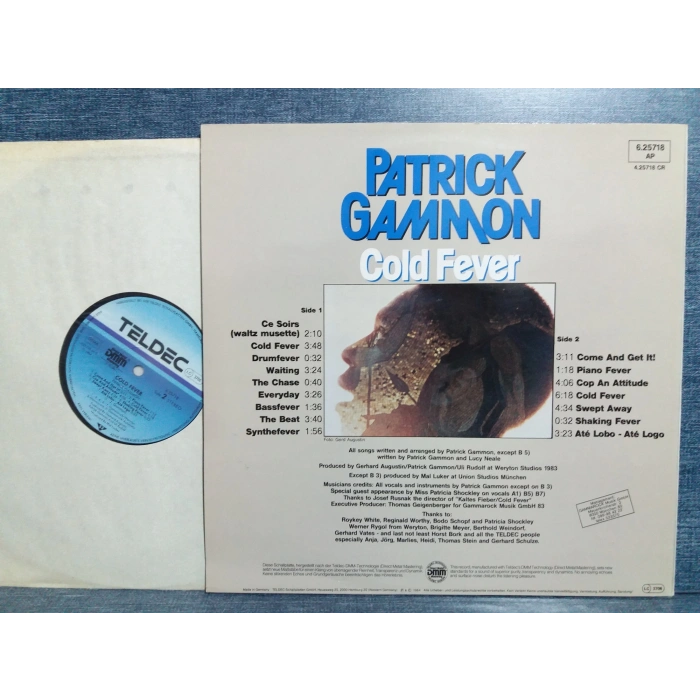 PATRICK
GAMMON
Cold Fever
6.25718
AP
4.25718 CR
Side 1
Ce Soirs
(waltz musette) 2:10
Cold Fever 3:48
Drumfever 0:32
Waiting 3:24
The Chase 0:40
Everyday 3:26
Bassfever 1:36
The Beat 3:40
Synthefever 1:56
Side 2
3:11 Come And Get It!
1:18 Piano Fever
4:06 Cop An Attitude
6:18 Cold Fever
4:34 Swept Away
0:32 Shaking Fever
3:23 Até Lobo - Até Logo
Foto: Gerd Augustin
All songs written and arranged by Patrick Gammon, except B 5)
written by Patrick Gammon and Lucy Neale
Produced by Gerhard Augustin/Patrick Gammon/Uli Rudolf at Weryton Studios 1983
Except B 3) produced by Mal Luker at Union Studios München
Musicians credits: All vocals and instruments by Patrick Gammon except on B 3)
Special guest appearance by Miss Patricia Shockley on vocals A1) B5) B7)
Thanks to Josef Rusnak the director of "Kaltes Fieber/Cold Fever"
Executive Producer: Thomas Geigenberger for Gammarock Musik GmbH 83
Thanks to:
Roykey White, Reginald Worthy, Bodo Schopf and Patricia Shockley
Werner Rygol from Weryton, Brigitte Meyer, Berthold Weindorf,
Gerhard Vates - and last not least Horst Bork and all the TELDEC people
especially Anja, Jörg, Marlies, Heidi, Thomas Stein and Gerhard Schulze.
DMM
TELDEC
DMM
COLD FEVER
2